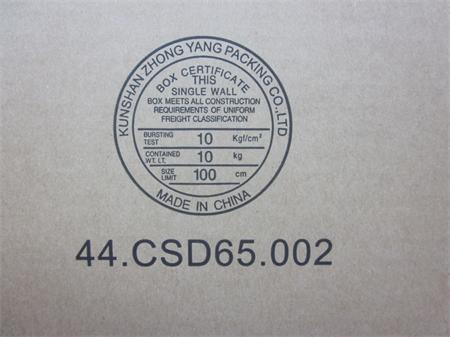 KUNSHAN ZHONG YANG PACKING CO.,LTD
BOX CERTIFICATE
THIS
SINGLE WALL
BOX MEETS ALL CONSTRUCTION
REQUIREMENTS OF UNIFORM
FREIGHT CLASSIFICATION
BURSTING TEST 10 Kgf/cm²
CONTAINED WT. LT. 10 kg
SIZE LIMIT 100 cm
MADE IN CHINA
44.CSD65.002